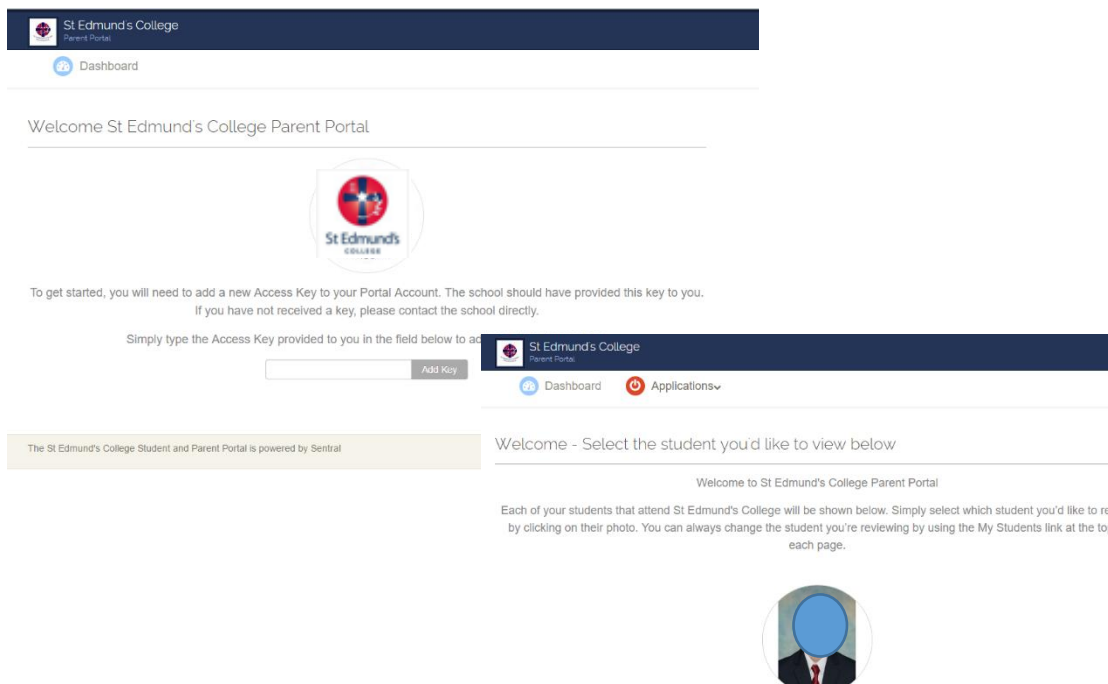 St Edmund's College
Parent Portal
Dashboard
Welcome St Edmund's College Parent Portal
St Edmund's
COLLEGE
To get started, you will need to add a new Access Key to your Portal Account. The school should have provided this key to you.
If you have not received a key, please contact the school directly.
Simply type the Access Key provided to you in the field below to
Add Key
The St Edmund's College Student and Parent Portal is powered by Sentral
St Edmund's College
Parent Portal
Dashboard
Applications
Welcome - Select the student you'd like to view below
Welcome to St Edmund's College Parent Portal
Each of your students that attend St Edmund's College will be shown below. Simply select which student you'd like to
by clicking on their photo. You can always change the student you're reviewing by using the My Students link at the
each page.